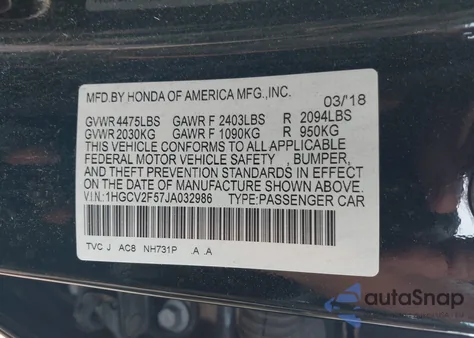 MFD.BY HONDA OF AMERICA MFG.,INC. 03/'18
GVWR 4475LBS GAWR F 2403LBS R 2094LBS
GVWR 2030KG GAWR F 1090KG R 950KG
THIS VEHICLE CONFORMS TO ALL APPLICABLE
FEDERAL MOTOR VEHICLE SAFETY , BUMPER,
AND THEFT PREVENTION STANDARDS IN EFFECT
ON THE DATE OF MANUFACTURE SHOWN ABOVE.
V.I.N.:1HGCV2F57JA032986 TYPE:PASSENGER CAR
TVC J AC8 NH731P .A .A
autoSnap